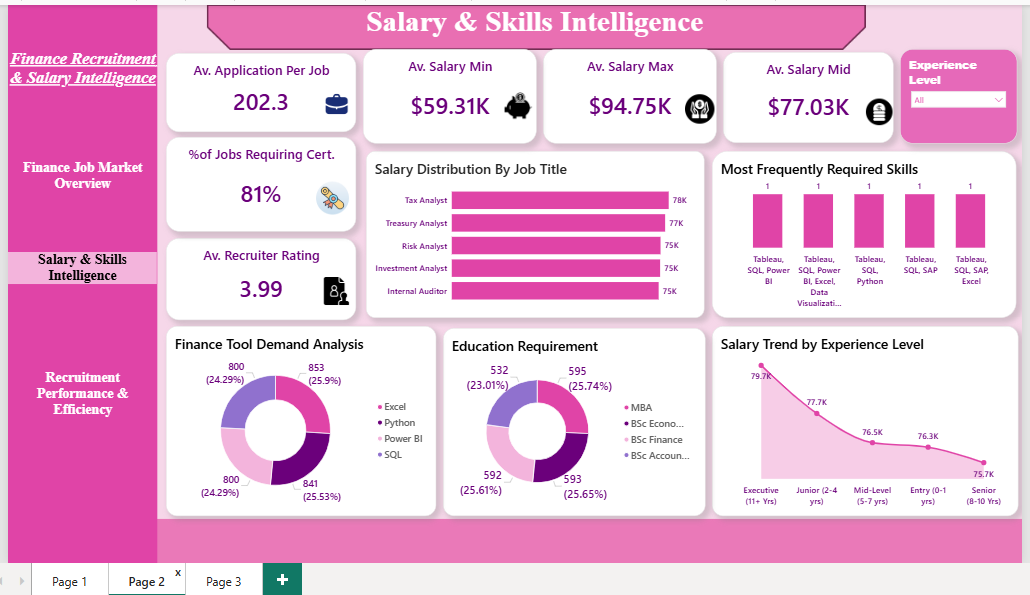 Salary & Skills Intelligence
Finance Recruitment
& Salary Intelligence
Finance Job Market
Overview
Salary & Skills
Intelligence
Recruitment
Performance &
Efficiency
Av. Application Per Job
202.3
Av. Salary Min
$59.31K
Av. Salary Max
$94.75K
Av. Salary Mid
$77.03K
Experience
Level
All
%of Jobs Requiring Cert.
81%
Av. Recruiter Rating
3.99
Salary Distribution By Job Title
Tax Analyst 78K
Treasury Analyst 77K
Risk Analyst 75K
Investment Analyst 75K
Internal Auditor 75K
Most Frequently Required Skills
1 1 1 1 1
Tableau,
SQL, Power
BI
Tableau,
SQL, Power
BI, Excel,
Data
Visualizati...
Tableau,
SQL,
Python
Tableau,
SQL, SAP
Tableau,
SQL, SAP,
Excel
Finance Tool Demand Analysis
800
(24.29%)
853
(25.9%)
800
(24.29%)
841
(25.53%)
Excel
Python
Power BI
SQL
Education Requirement
532
(23.01%)
595
(25.74%)
592
(25.61%)
593
(25.65%)
MBA
BSc Econo...
BSc Finance
BSc Accoun...
Salary Trend by Experience Level
79.7K
77.7K
76.5K
76.3K
75.7K
Executive
(11+ Yrs)
Junior (2-4
yrs)
Mid-Level
(5-7 yrs)
Entry (0-1
yrs)
Senior
(8-10 Yrs)
Page 1
Page 2
x
Page 3
+